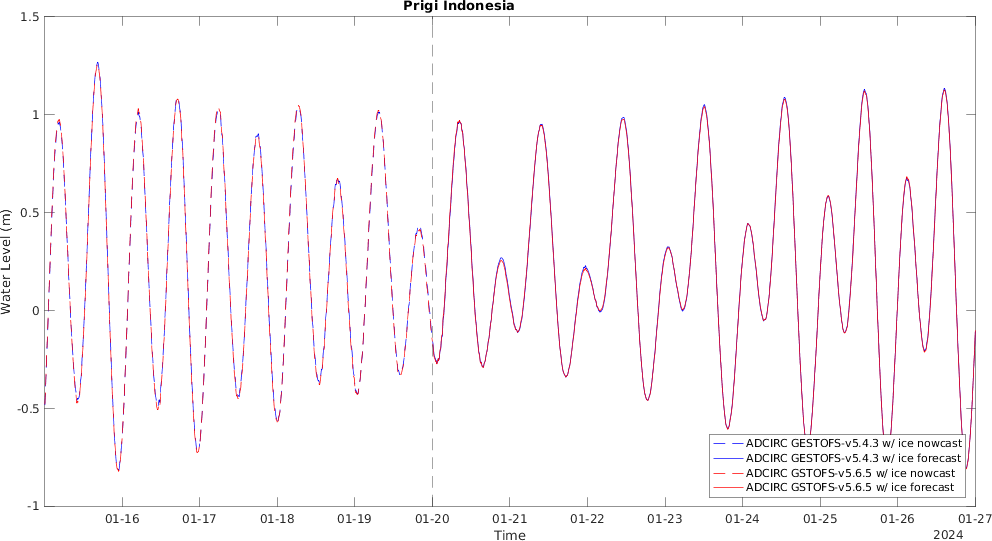 Prigi Indonesia
1.5
1
0.5
0
-0.5
-1
Water Level (m)
01-16 01-17 01-18 01-19 01-20 01-21 01-22 01-23 01-24 01-25 01-26 01-27
Time
2024
ADCIRC GESTOFS-v5.4.3 w/ ice nowcast
ADCIRC GESTOFS-v5.4.3 w/ ice forecast
ADCIRC GSTOFS-v5.6.5 w/ ice nowcast
ADCIRC GSTOFS-v5.6.5 w/ ice forecast